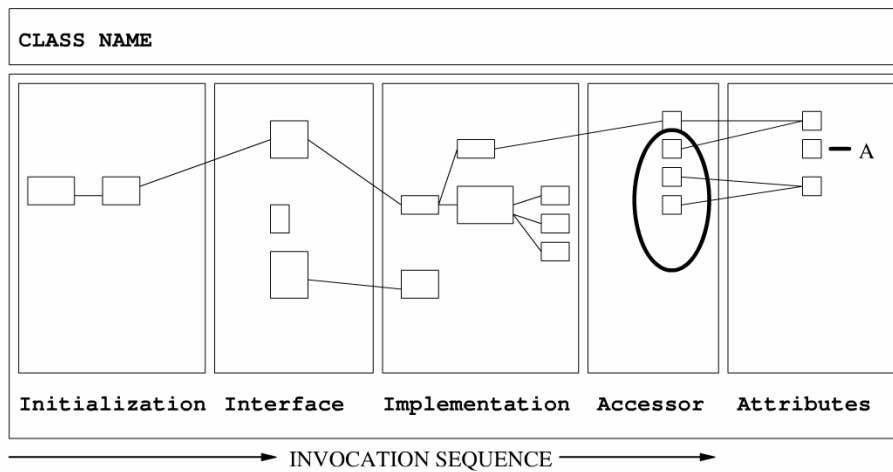 CLASS NAME
A
Initialization Interface Implementation Accessor Attributes
INVOCATION SEQUENCE